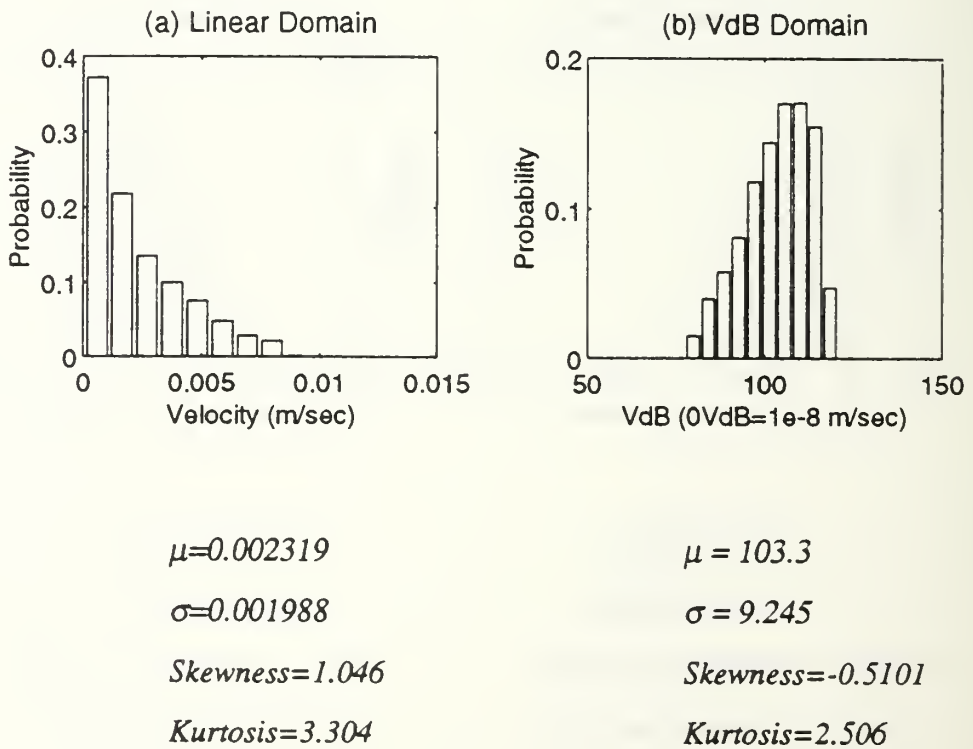 (a) Linear Domain
0.4
0.3
0.2
0.1
0
Probability
0 0.005 0.01 0.015
Velocity (m/sec)
(b) VdB Domain
0.2
0.1
0
Probability
50 100 150
VdB (0VdB=1e-8 m/sec)
μ=0.002319
σ=0.001988
Skewness=1.046
Kurtosis=3.304
μ = 103.3
σ = 9.245
Skewness=-0.5101
Kurtosis=2.506